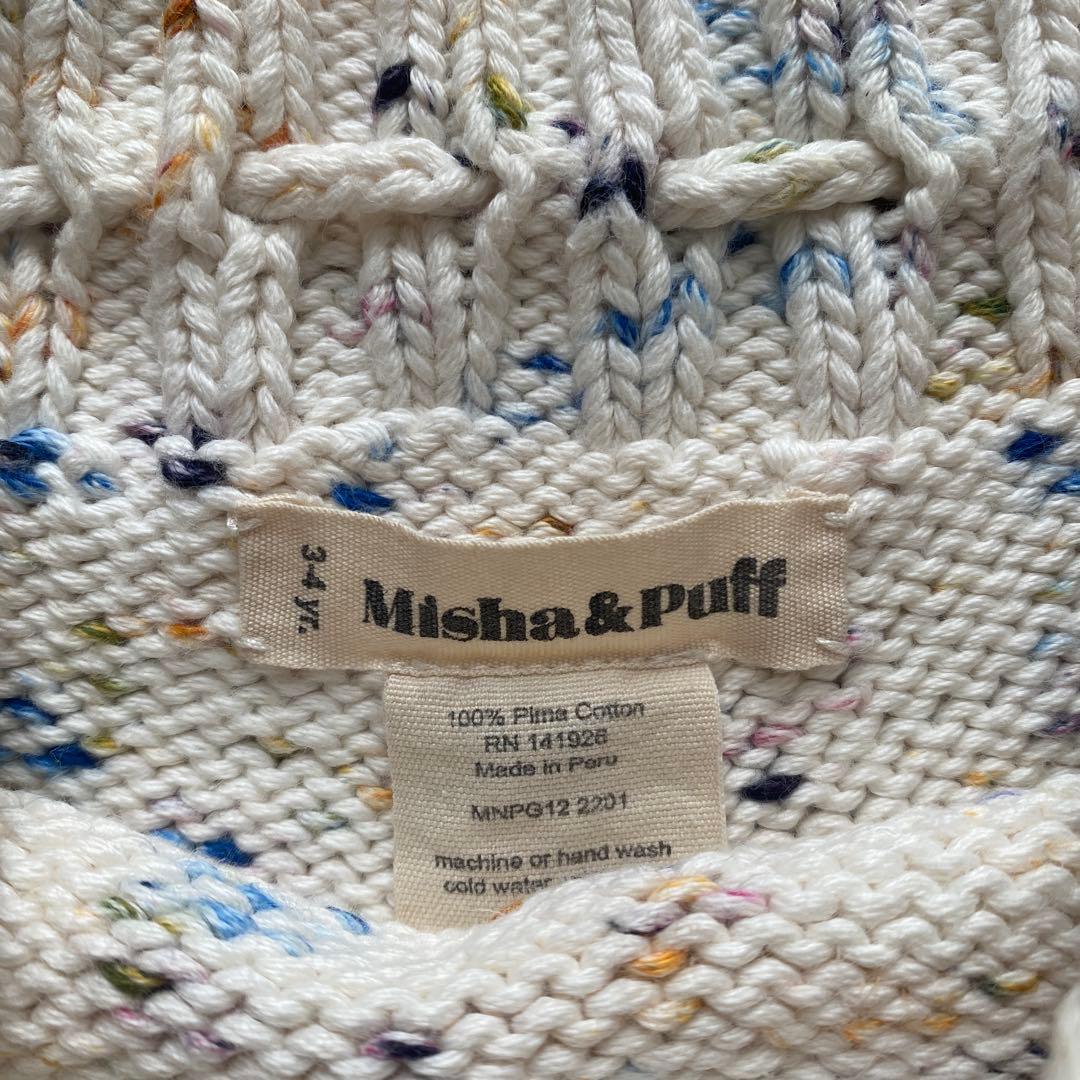 3-4 yr.
Misha&Puff
100% Pima Cotton
RN 141926
Made in Peru
MNPG12 2201
machine or hand wash
cold water